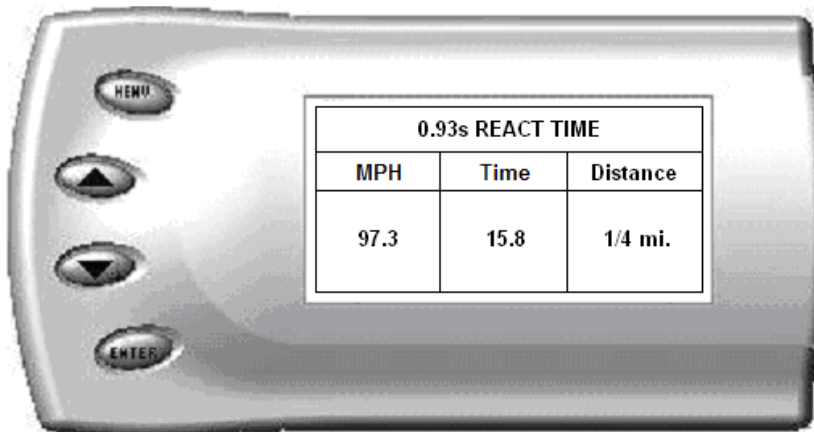 MENU
0.93s REACT TIME
MPH Time Distance
97.3 15.8 1/4 mi.
ENTER